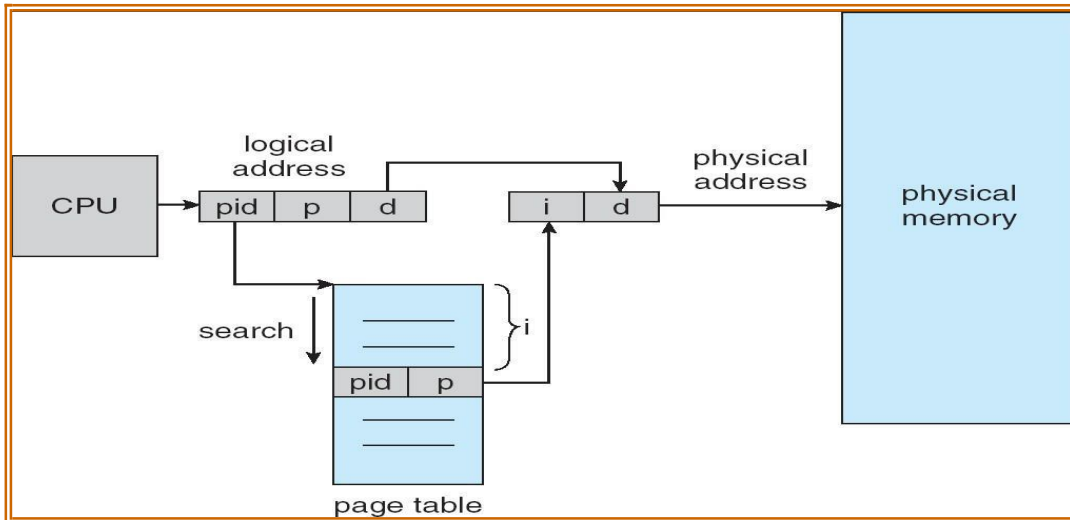 logical
address
CPU
pid p d
i d
physical
address
physical
memory
search
i
pid p
page table